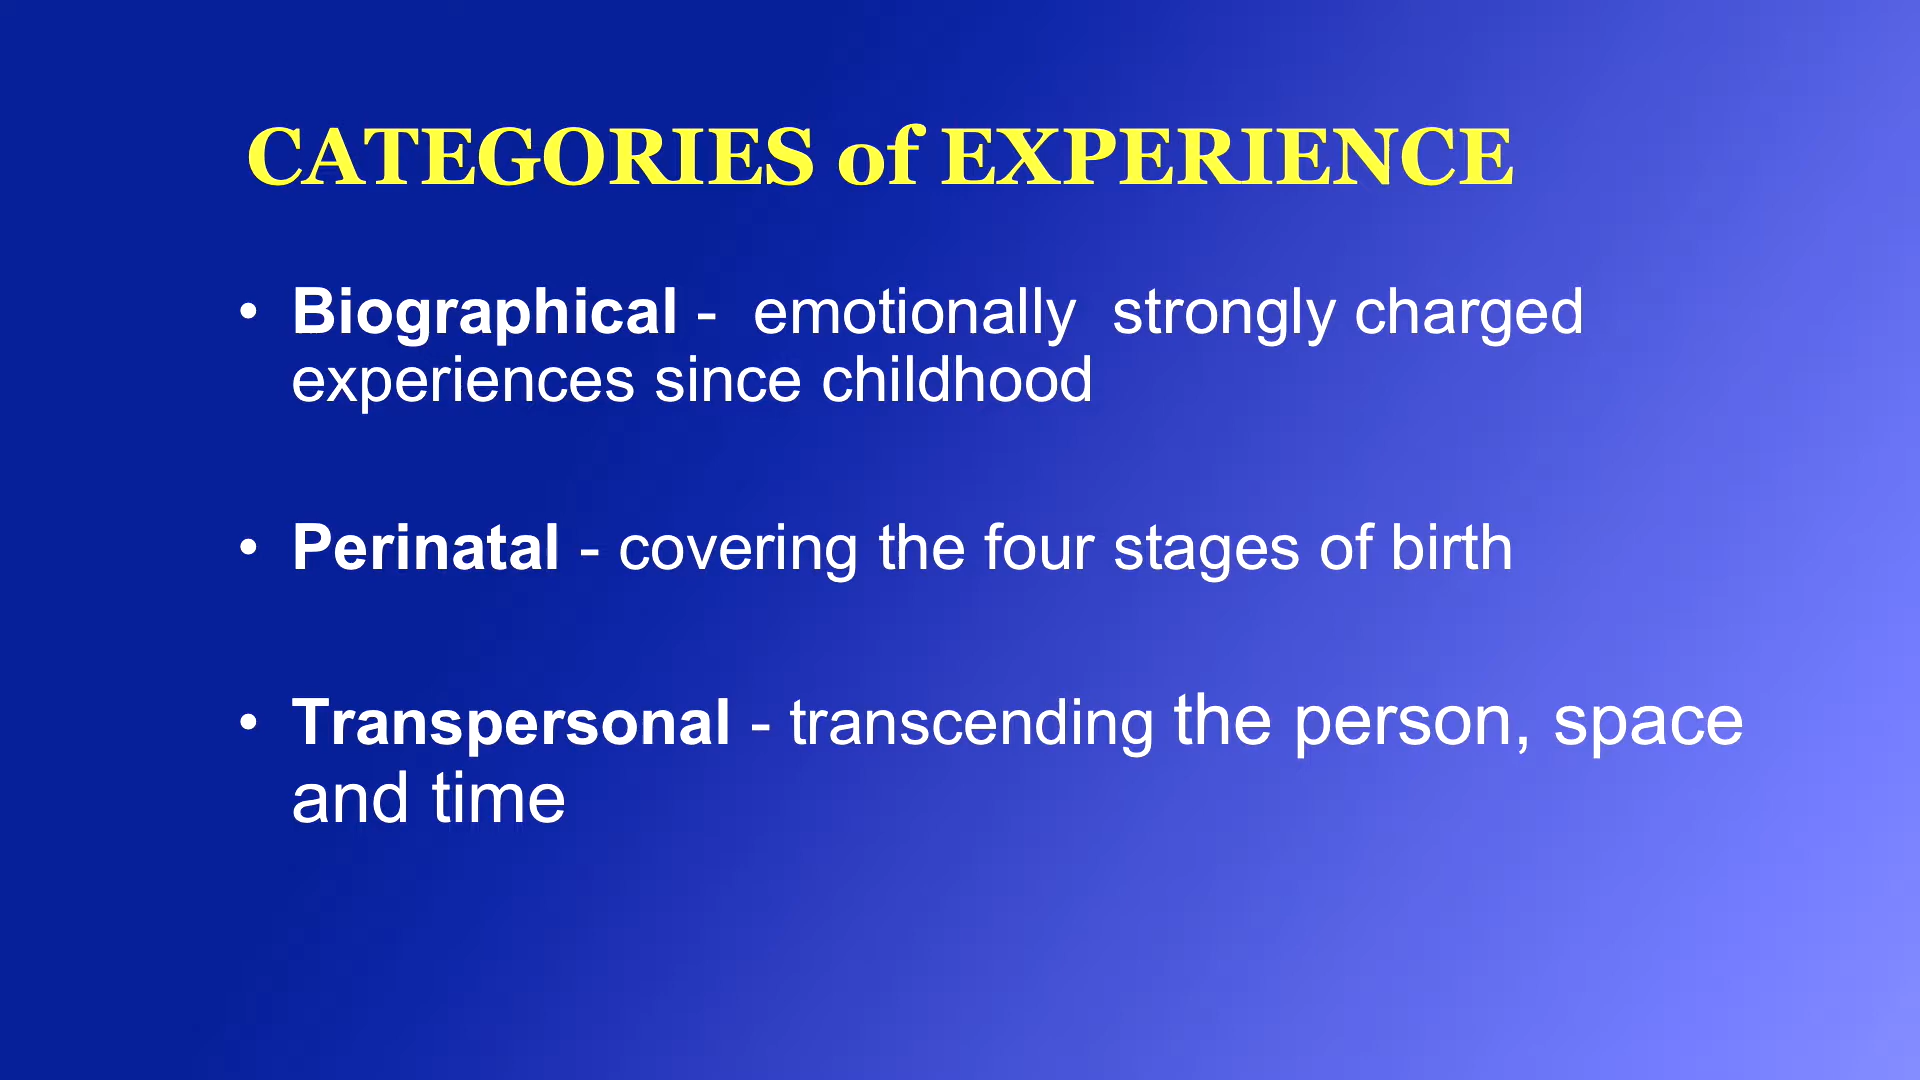 CATEGORIES of EXPERIENCE
• Biographical -  emotionally  strongly charged
experiences since childhood
• Perinatal - covering the four stages of birth
• Transpersonal - transcending the person, space
and time